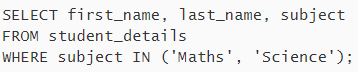 SELECT first_name, last_name, subject
FROM student_details
WHERE subject IN ('Maths', 'Science');